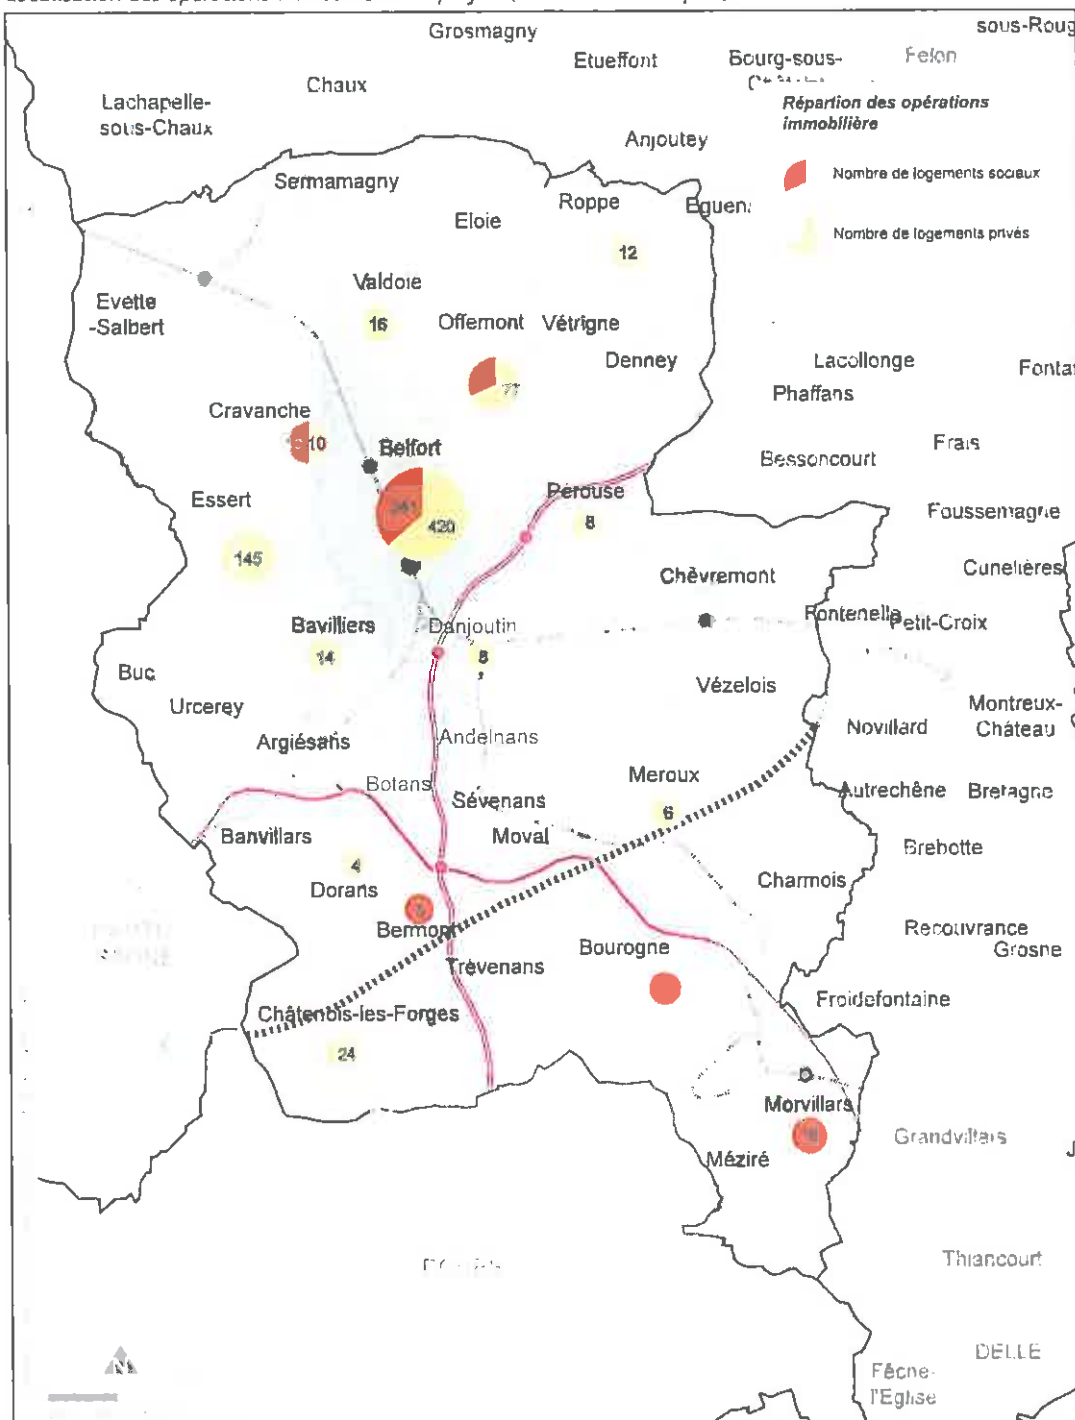 Grosmagny
sous-Roug
Etueffont
Bourg-sous-
Felon
Chaux
Lachapelle-
sous-Chaux
Répartion des opérations
immobilière
Anjoutey
Nombre de logements sociaux
Sermamagny
Roppe
Eguen
Eloie
Nombre de logements privés
12
Valdoie
Evette
-Salbert
16
Offemont
Vétrigne
Denney
Lacollonge
Fonta
77
Phaffans
Cravanche
10
Belfort
Frais
Bessoncourt
Essert
Pérouse
420
8
Foussemagne
145
Cunelières
Chèvremont
Fontenelle
Petit-Croix
Bavilliers
Danjoutin
14
8
Buc
Vézelois
Urcerey
Montreux-
Château
Novillard
Argiésans
Andelnans
Meroux
Botans
Sévenans
Autrechêne
Bretagne
6
Banvillars
Moval
Brebotte
4
Charmois
Dorans
Bermont
Recouvrance
Bourogne
Grosne
Trévenans
Froidefontaine
Châtenois-les-Forges
24
Morvillars
Grandvillars
Méziré
Thiancourt
DELLE
Fêche-
l'Eglise
N